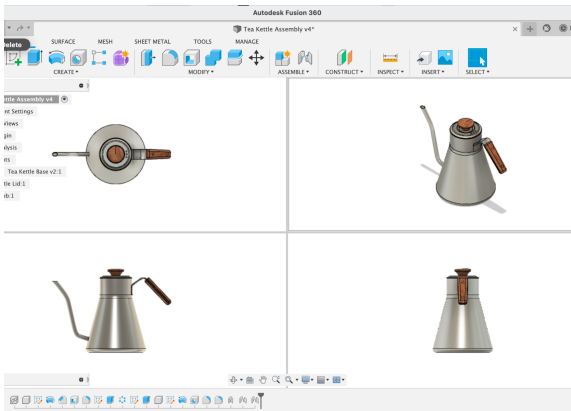 Autodesk Fusion 360
Tea Kettle Assembly v4*
Delete
SURFACE MESH SHEET METAL TOOLS MANAGE
CREATE MODIFY ASSEMBLE CONSTRUCT INSPECT INSERT SELECT
ettle Assembly v4
ent Settings
Views
gin
alysis
nts
Tea Kettle Base v2:1
ttle Lid:1
ob:1